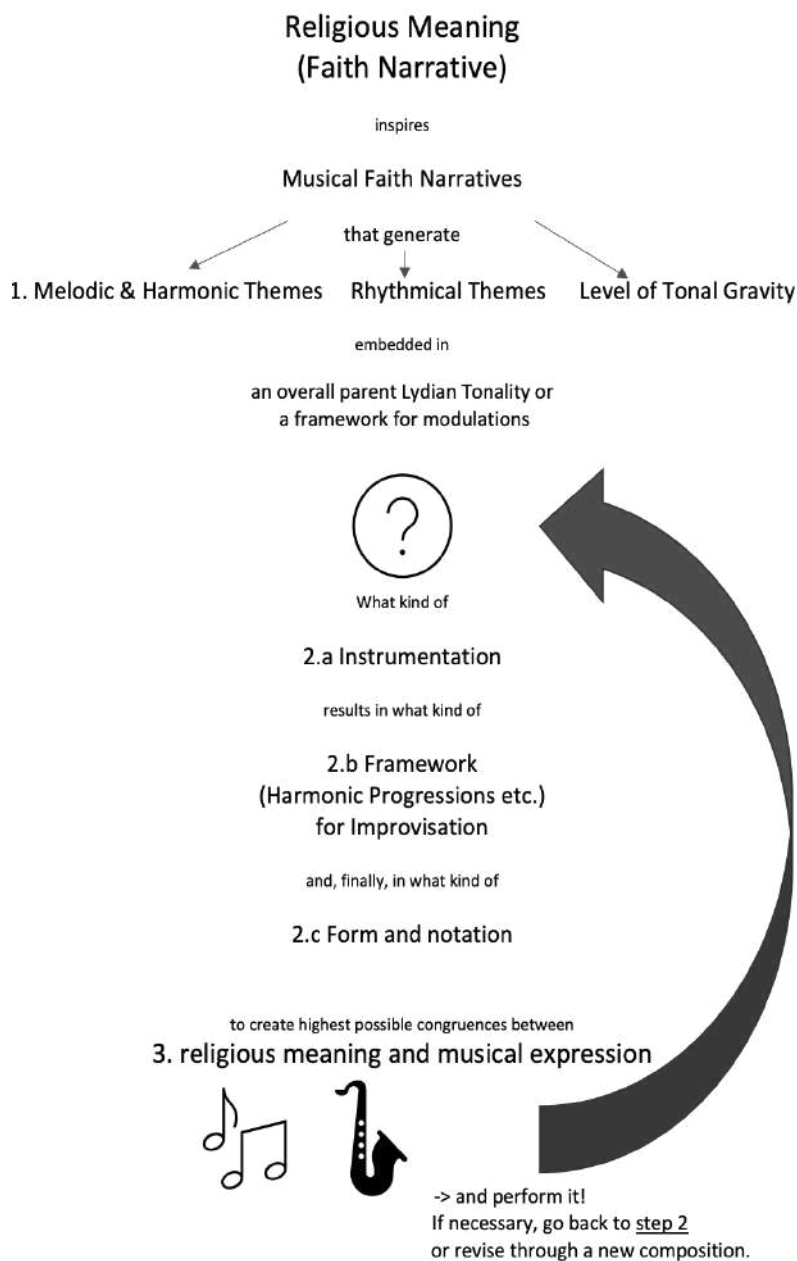 Religious Meaning
(Faith Narrative)
inspires
Musical Faith Narratives
that generate
1. Melodic & Harmonic Themes Rhythmical Themes Level of Tonal Gravity
embedded in
an overall parent Lydian Tonality or
a framework for modulations
?
What kind of
2.a Instrumentation
results in what kind of
2.b Framework
(Harmonic Progressions etc.)
for Improvisation
and, finally, in what kind of
2.c Form and notation
to create highest possible congruences between
3. religious meaning and musical expression
-> and perform it!
If necessary, go back to step 2
or revise through a new composition.